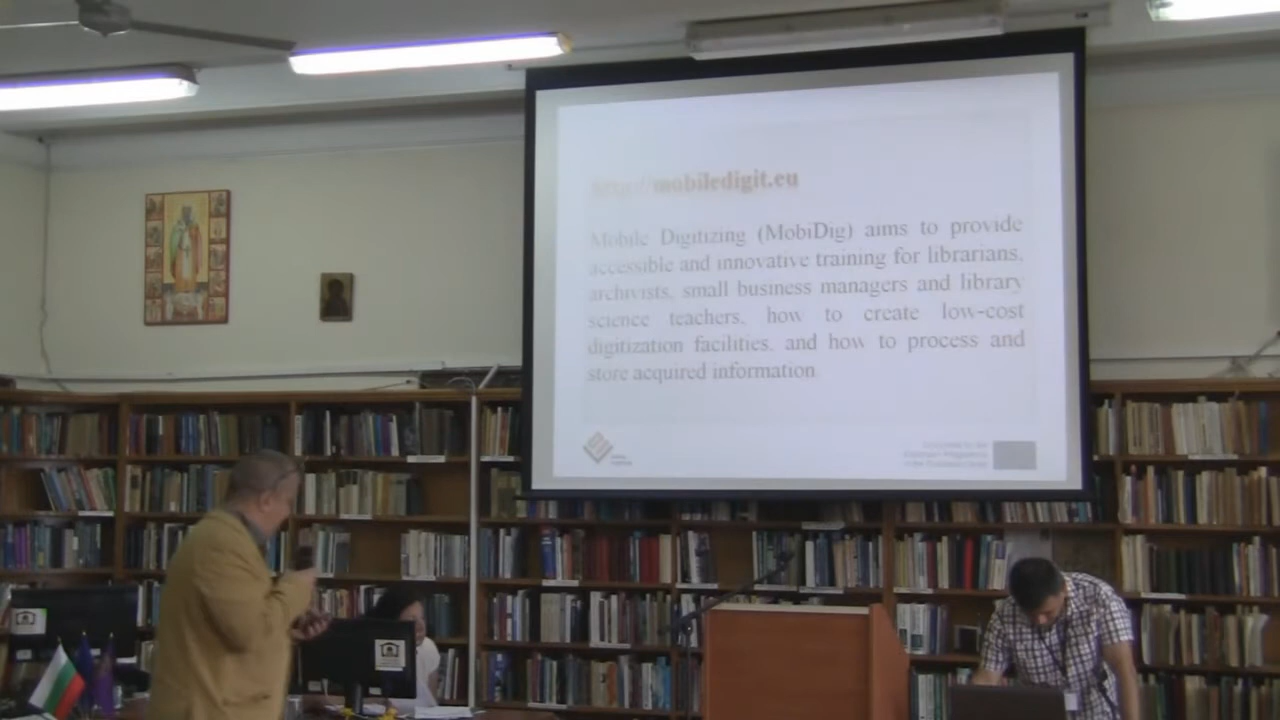 http://mobiledigit.eu
Mobile Digitizing (MobiDig) aims to provide
accessible and innovative training for librarians,
archivists, small business managers and library
science teachers, how to create low-cost
digitization facilities, and how to process and
store acquired information